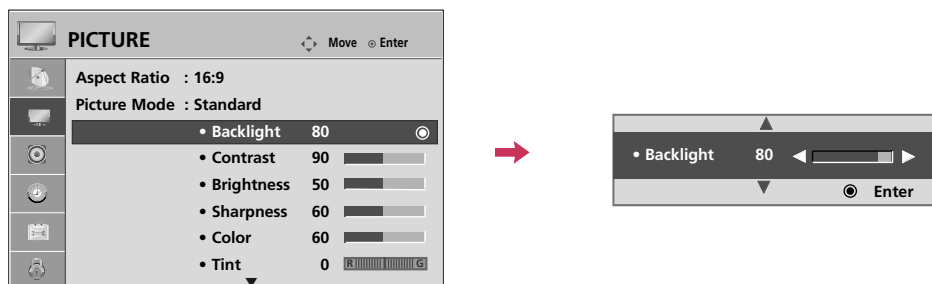 PICTURE
Move ⊙ Enter
Aspect Ratio : 16:9
Picture Mode : Standard
• Backlight 80
• Contrast 90
• Brightness 50
• Sharpness 60
• Color 60
• Tint 0 R G
• Backlight 80
Enter